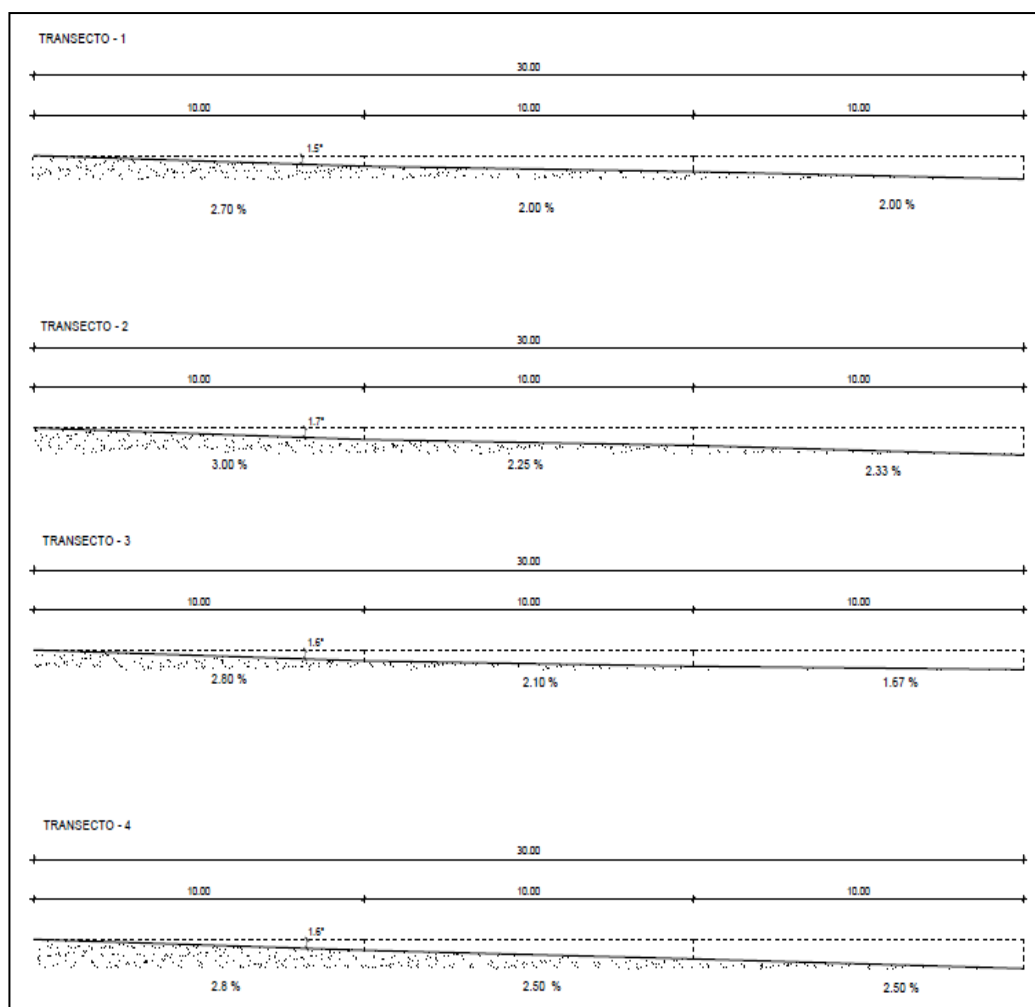 TRANSECTO - 1
30.00
10.00 10.00 10.00
1.5°
2.70 % 2.00 % 2.00 %
TRANSECTO - 2
30.00
10.00 10.00 10.00
1.7°
3.00 % 2.25 % 2.33 %
TRANSECTO - 3
30.00
10.00 10.00 10.00
1.6°
2.80 % 2.10 % 1.67 %
TRANSECTO - 4
30.00
10.00 10.00 10.00
1.6°
2.8 % 2.50 % 2.50 %